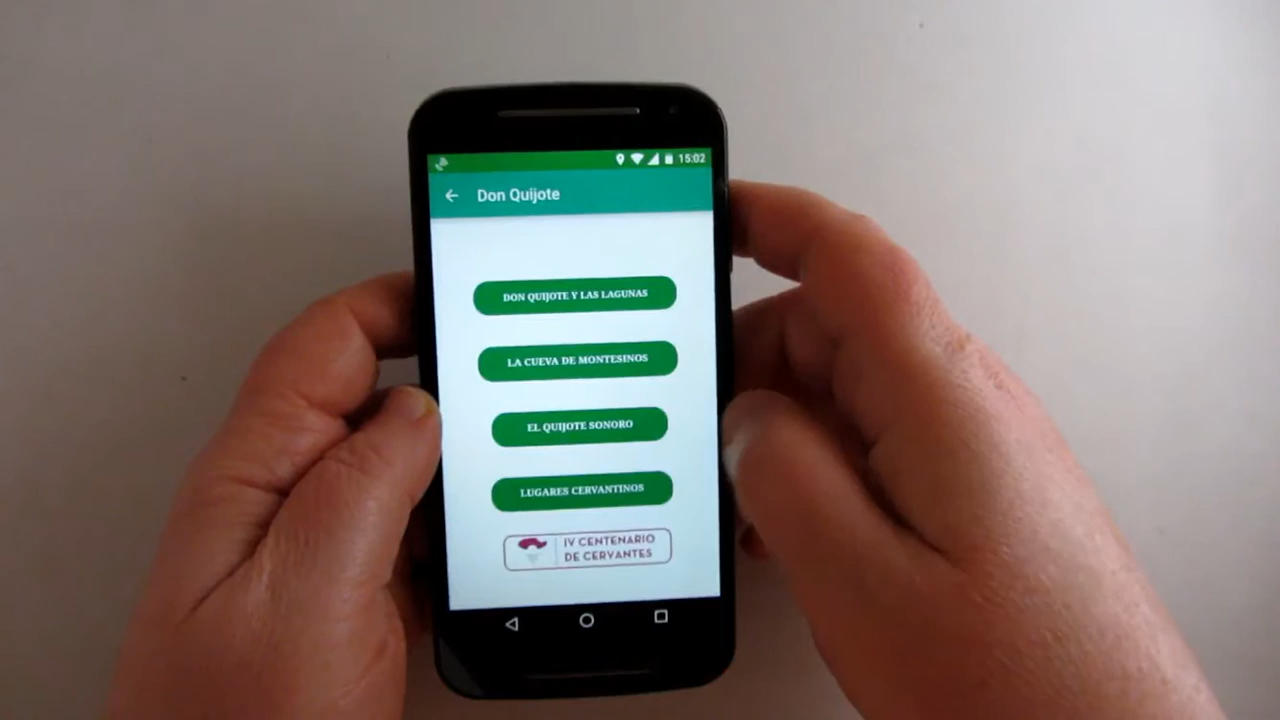 15:02
Don Quijote
DON QUIJOTE Y LAS LAGUNAS
LA CUEVA DE MONTESINOS
EL QUIJOTE SONORO
LUGARES CERVANTINOS
IV CENTENARIO
DE CERVANTES